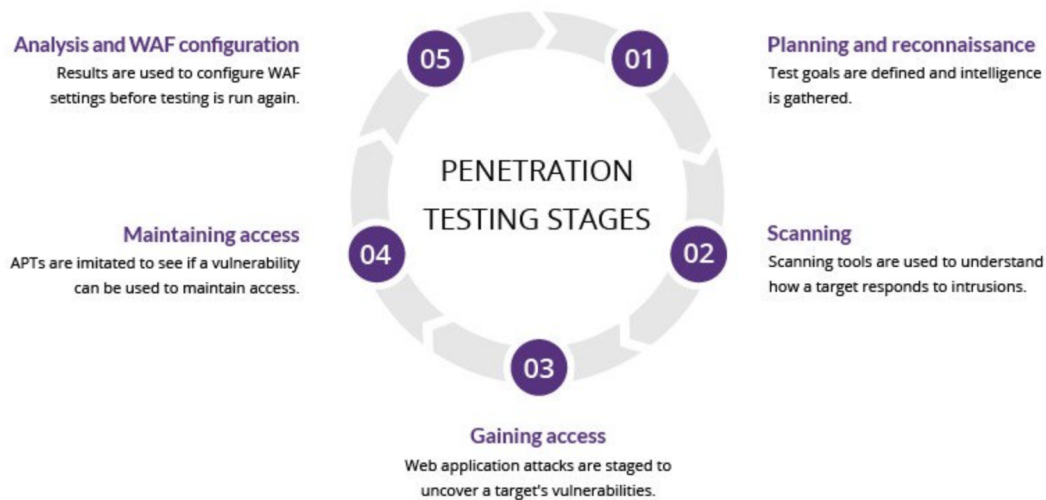 PENETRATION
TESTING STAGES
01
Planning and reconnaissance
Test goals are defined and intelligence
is gathered.
02
Scanning
Scanning tools are used to understand
how a target responds to intrusions.
03
Gaining access
Web application attacks are staged to
uncover a target's vulnerabilities.
04
Maintaining access
APTs are imitated to see if a vulnerability
can be used to maintain access.
05
Analysis and WAF configuration
Results are used to configure WAF
settings before testing is run again.